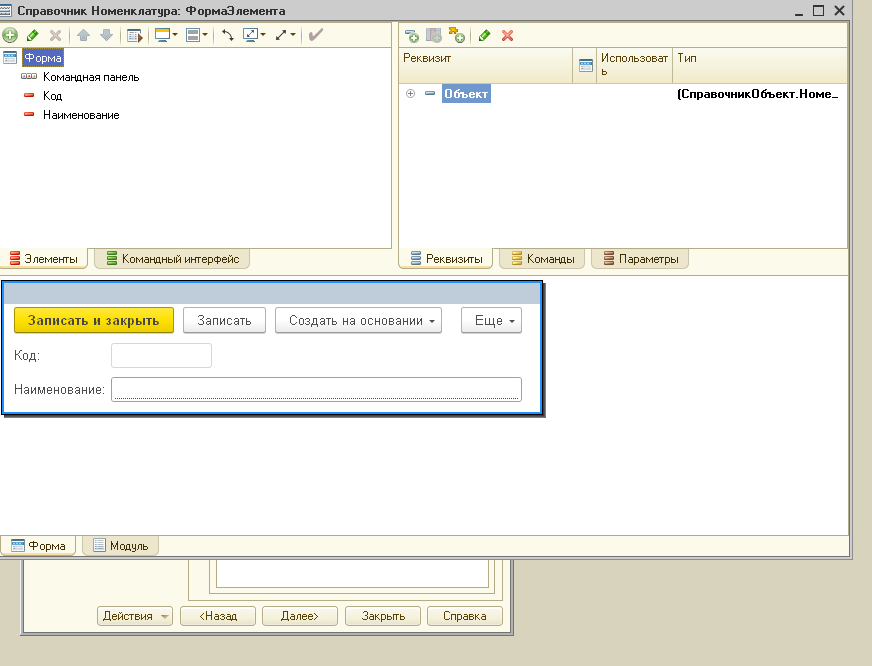 Справочник Номенклатура: ФормаЭлемента
Форма
Командная панель
Код
Наименование
Элементы
Командный интерфейс
Реквизит
Использовать
Тип
Объект
(СправочникОбъект.Номе...
Реквизиты
Команды
Параметры
Записать и закрыть
Записать
Создать на основании
Еще
Код:
Наименование:
Форма
Модуль
Действия
<Назад
Далее>
Закрыть
Справка